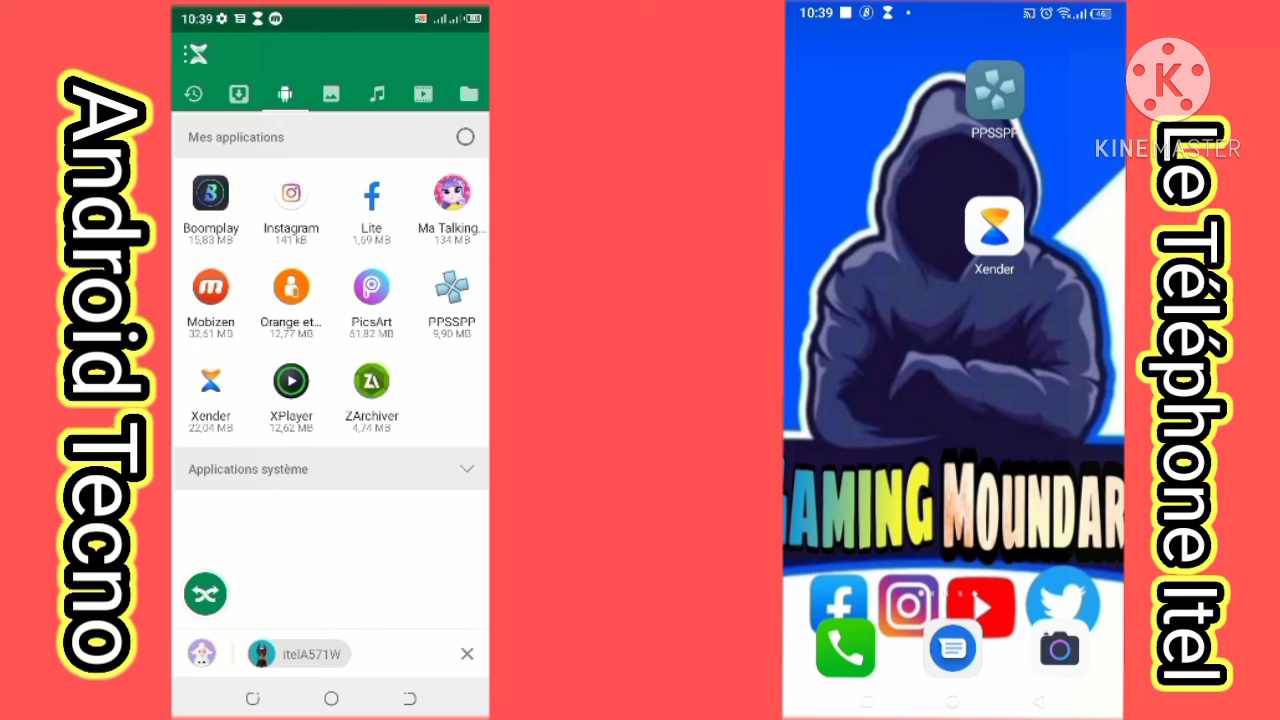 Android Tecno
10:39
Mes applications
Boomplay
15,83 MB
Instagram
141 kB
Lite
1,69 MB
Ma Talking...
134 MB
Mobizen
32,61 MB
Orange et...
12,77 MB
PicsArt
61,82 MB
PPSSPP
9,90 MB
Xender
22,04 MB
XPlayer
12,62 MB
ZArchiver
4,74 MB
Applications système
itelA571W
10:39
46
PPSSPP
Xender
GAMING MOUNDAR
K
KINEMASTER
Le Téléphone Itel